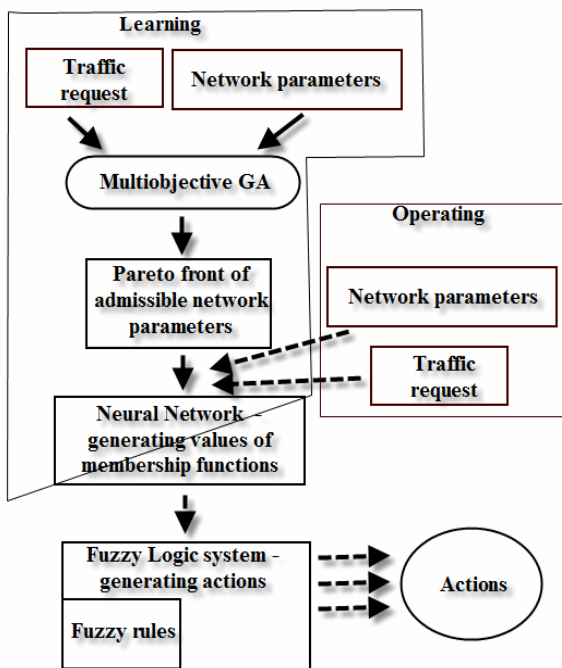 Learning
Traffic
request
Network parameters
Multiobjective GA
Pareto front of
admissible network
parameters
Operating
Network parameters
Traffic
request
Neural Network -
generating values of
membership functions
Fuzzy Logic system -
generating actions
Fuzzy rules
Actions